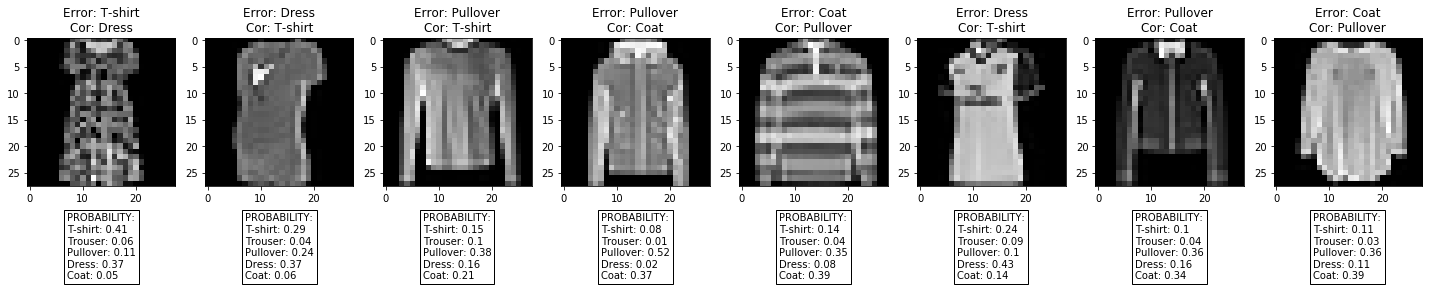 Error: T-shirt
Cor: Dress
0
5
10
15
20
25
0 10 20
PROBABILITY:
T-shirt: 0.41
Trouser: 0.06
Pullover: 0.11
Dress: 0.37
Coat: 0.05
Error: Dress
Cor: T-shirt
0
5
10
15
20
25
0 10 20
PROBABILITY:
T-shirt: 0.29
Trouser: 0.04
Pullover: 0.24
Dress: 0.37
Coat: 0.06
Error: Pullover
Cor: T-shirt
0
5
10
15
20
25
0 10 20
PROBABILITY:
T-shirt: 0.15
Trouser: 0.1
Pullover: 0.38
Dress: 0.16
Coat: 0.21
Error: Pullover
Cor: Coat
0
5
10
15
20
25
0 10 20
PROBABILITY:
T-shirt: 0.08
Trouser: 0.01
Pullover: 0.52
Dress: 0.02
Coat: 0.37
Error: Coat
Cor: Pullover
0
5
10
15
20
25
0 10 20
PROBABILITY:
T-shirt: 0.14
Trouser: 0.04
Pullover: 0.35
Dress: 0.08
Coat: 0.39
Error: Dress
Cor: T-shirt
0
5
10
15
20
25
0 10 20
PROBABILITY:
T-shirt: 0.24
Trouser: 0.09
Pullover: 0.1
Dress: 0.43
Coat: 0.14
Error: Pullover
Cor: Coat
0
5
10
15
20
25
0 10 20
PROBABILITY:
T-shirt: 0.1
Trouser: 0.04
Pullover: 0.36
Dress: 0.16
Coat: 0.34
Error: Coat
Cor: Pullover
0
5
10
15
20
25
0 10 20
PROBABILITY:
T-shirt: 0.11
Trouser: 0.03
Pullover: 0.36
Dress: 0.11
Coat: 0.39